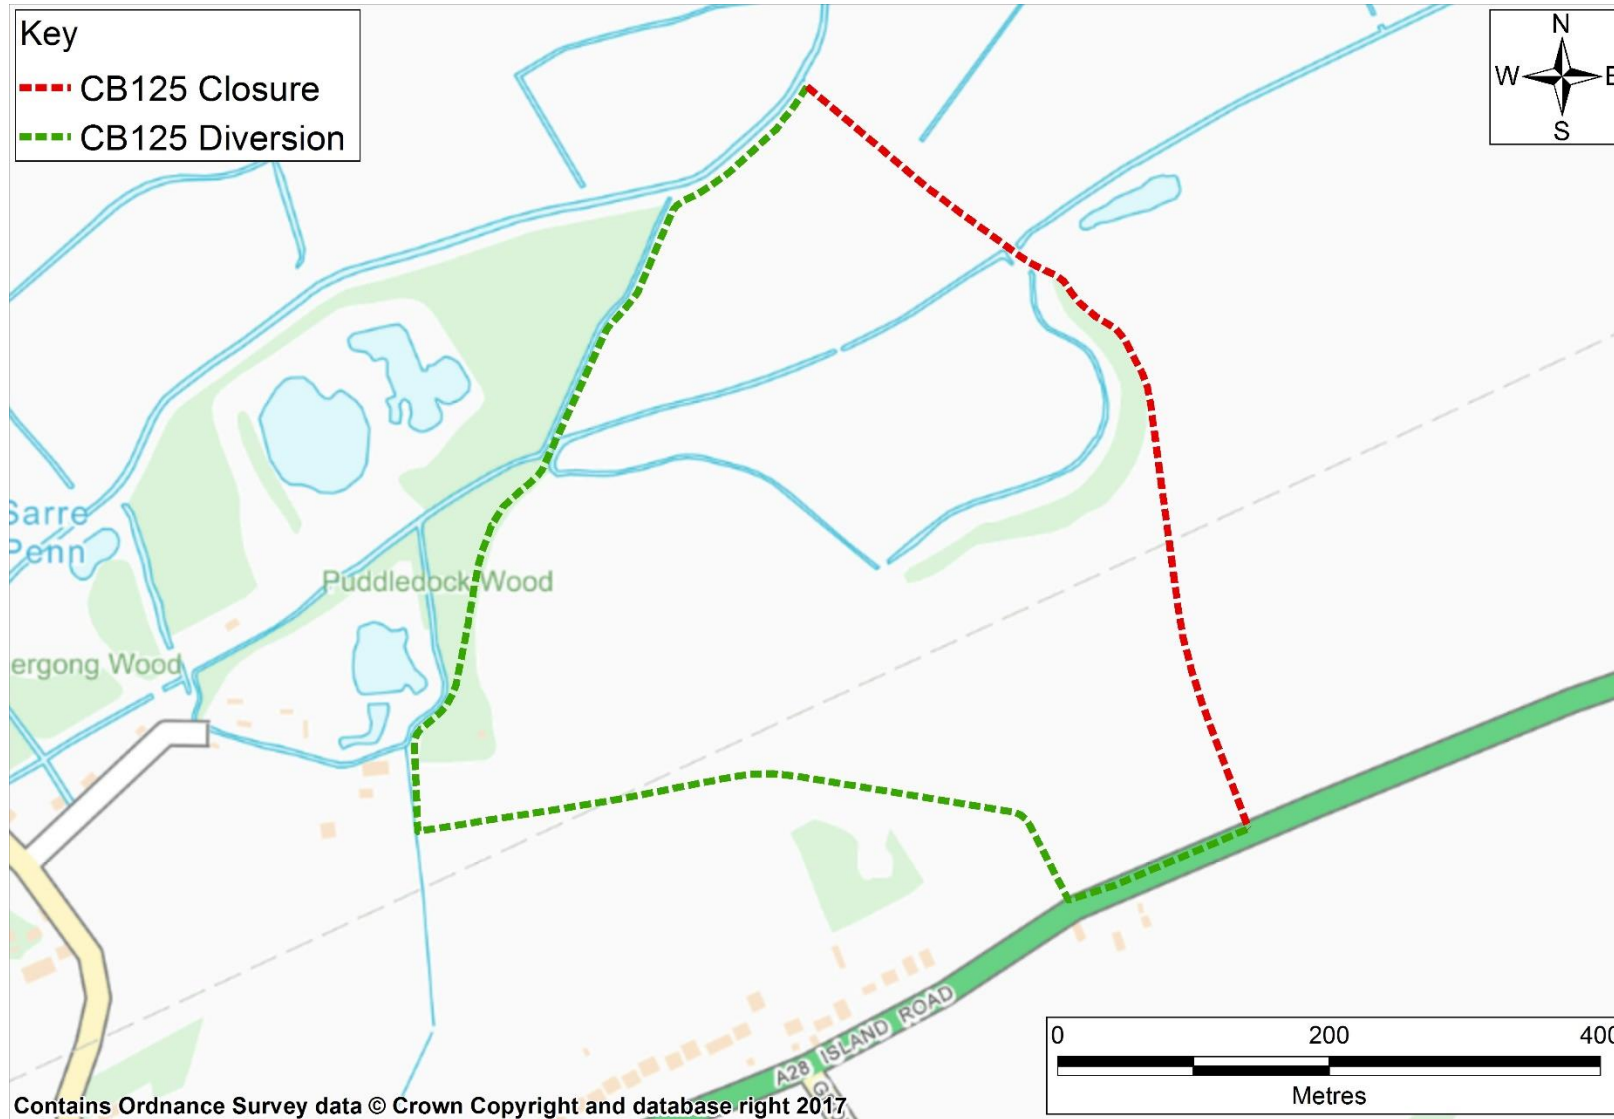 Key
CB125 Closure
CB125 Diversion
N
W
E
S
Sarre
Penn
Puddledock Wood
ergong Wood
A28 ISLAND ROAD
0
200
400
Metres
Contains Ordnance Survey data © Crown Copyright and database right 2017